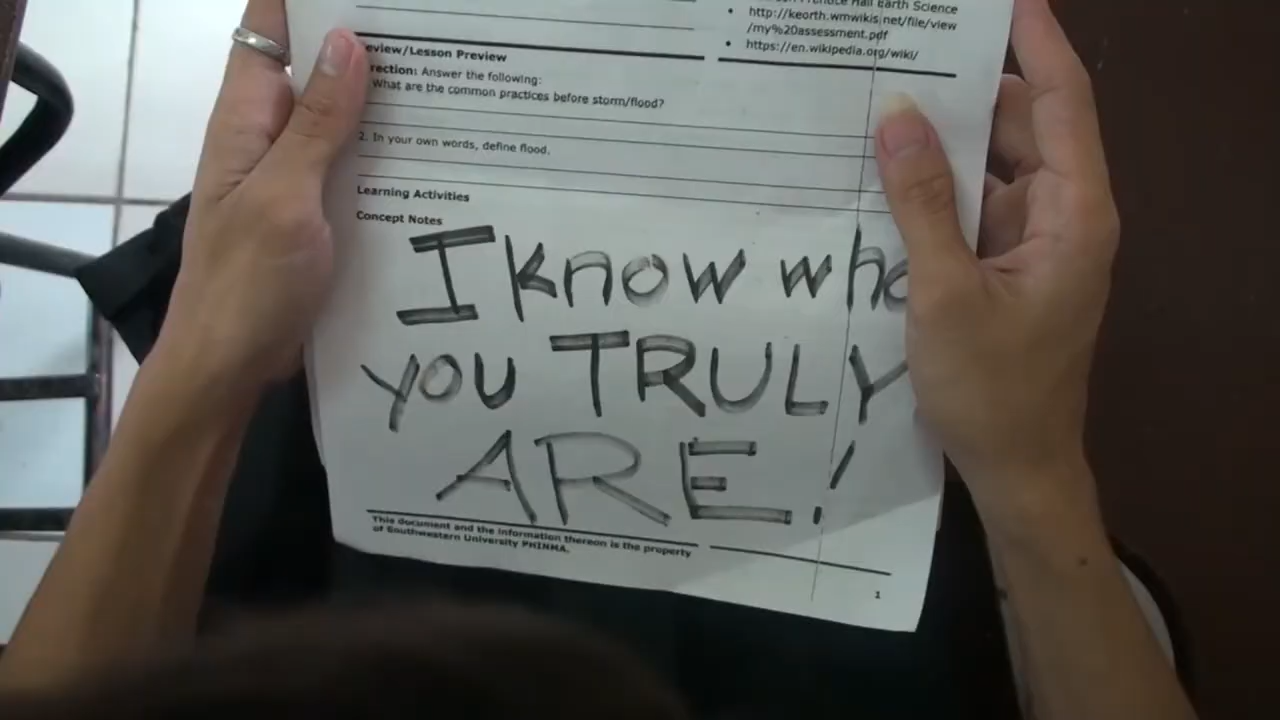 Prentice Hall Earth Science
• http://keorth.wmwikis.net/file/view
/my%20assessment.pdf
• https://en.wikipedia.org/wiki/
eview/Lesson Preview
rection: Answer the following:
What are the common practices before storm/flood?
2. In your own words, define flood.
Learning Activities
Concept Notes
I know who
you TRULY
ARE!
This document and the information thereon is the property
of Southwestern University PHINMA.
1